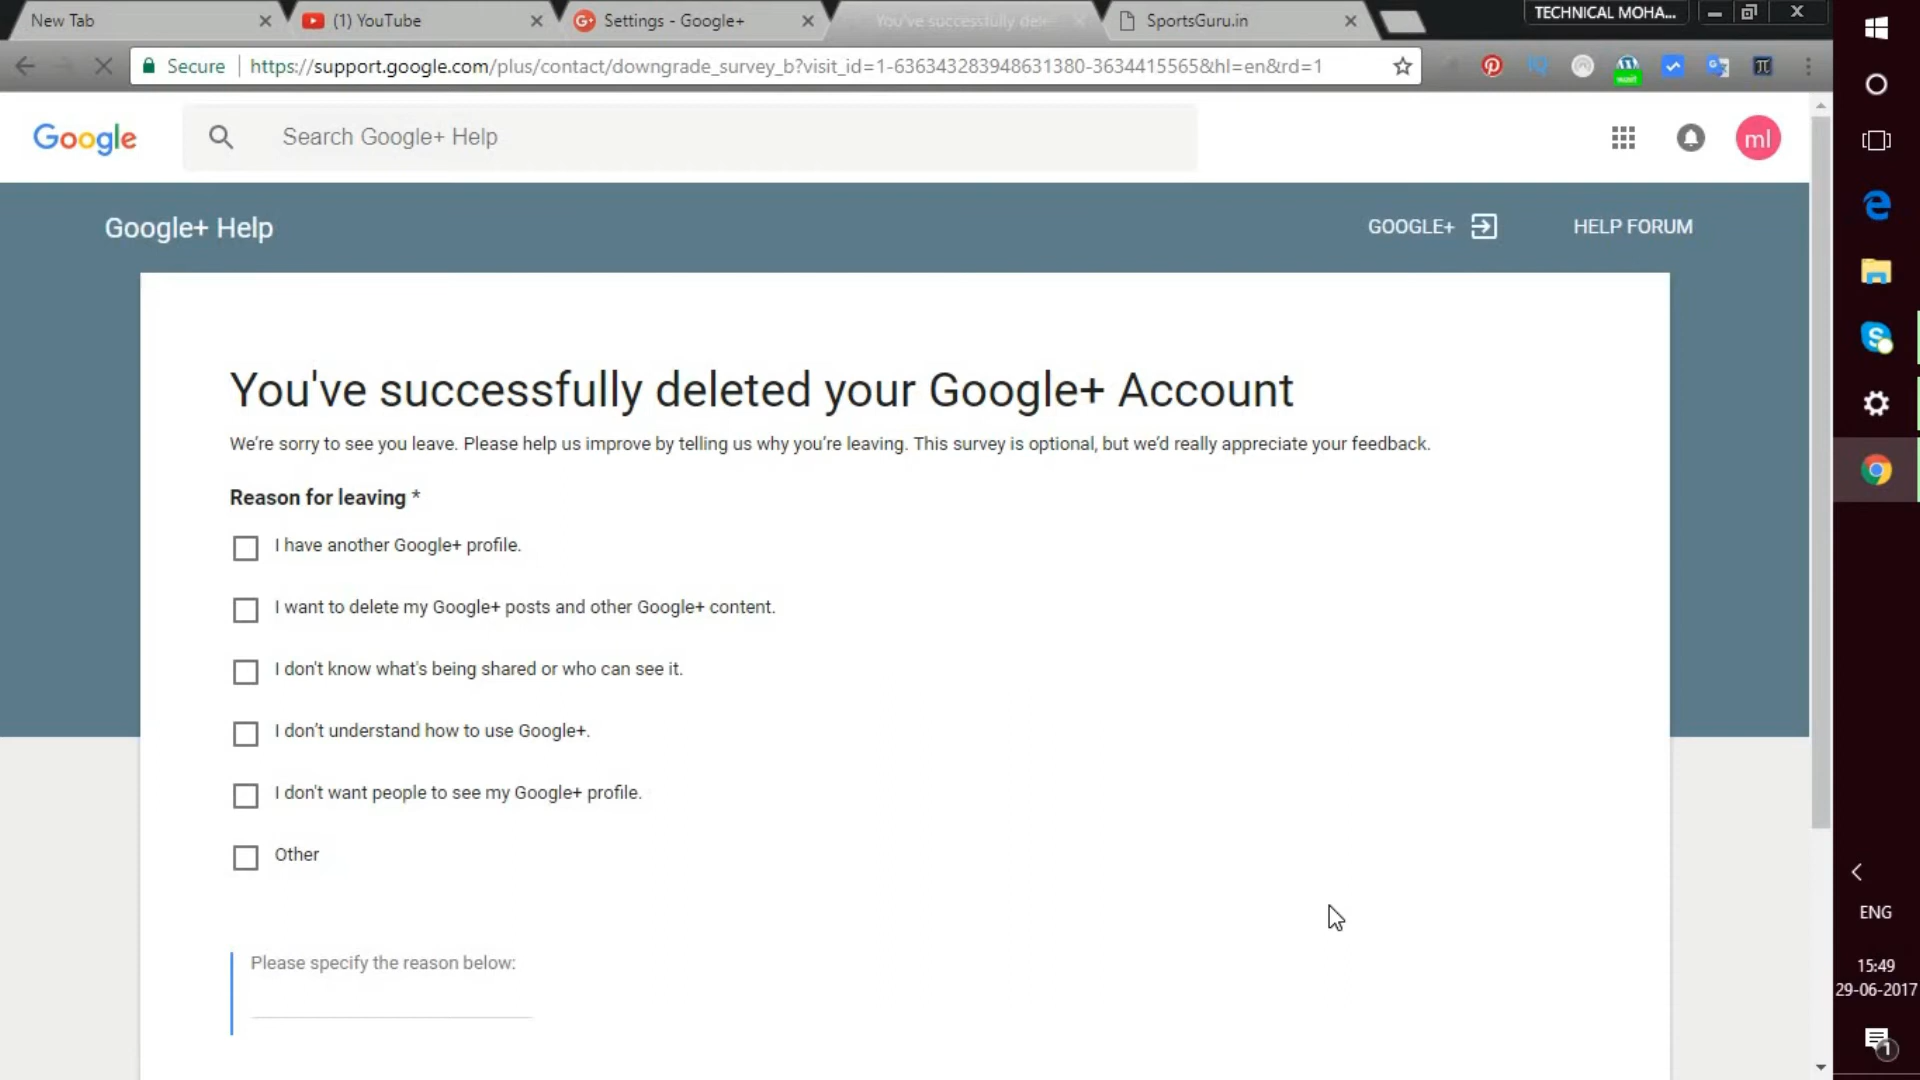 New Tab
(1) YouTube
Settings - Google+
You've successfully dele
SportsGuru.in
TECHNICAL MOHA...
Secure
https://support.google.com/plus/contact/downgrade_survey_b?visit_id=1-636343283948631380-3634415565&hl=en&rd=1
Google
Search Google+ Help
ml
Google+ Help
GOOGLE+
HELP FORUM
You've successfully deleted your Google+ Account
We're sorry to see you leave. Please help us improve by telling us why you're leaving. This survey is optional, but we'd really appreciate your feedback.
Reason for leaving *
I have another Google+ profile.
I want to delete my Google+ posts and other Google+ content.
I don't know what's being shared or who can see it.
I don't understand how to use Google+.
I don't want people to see my Google+ profile.
Other
Please specify the reason below:
ENG
15:49
29-06-2017
1